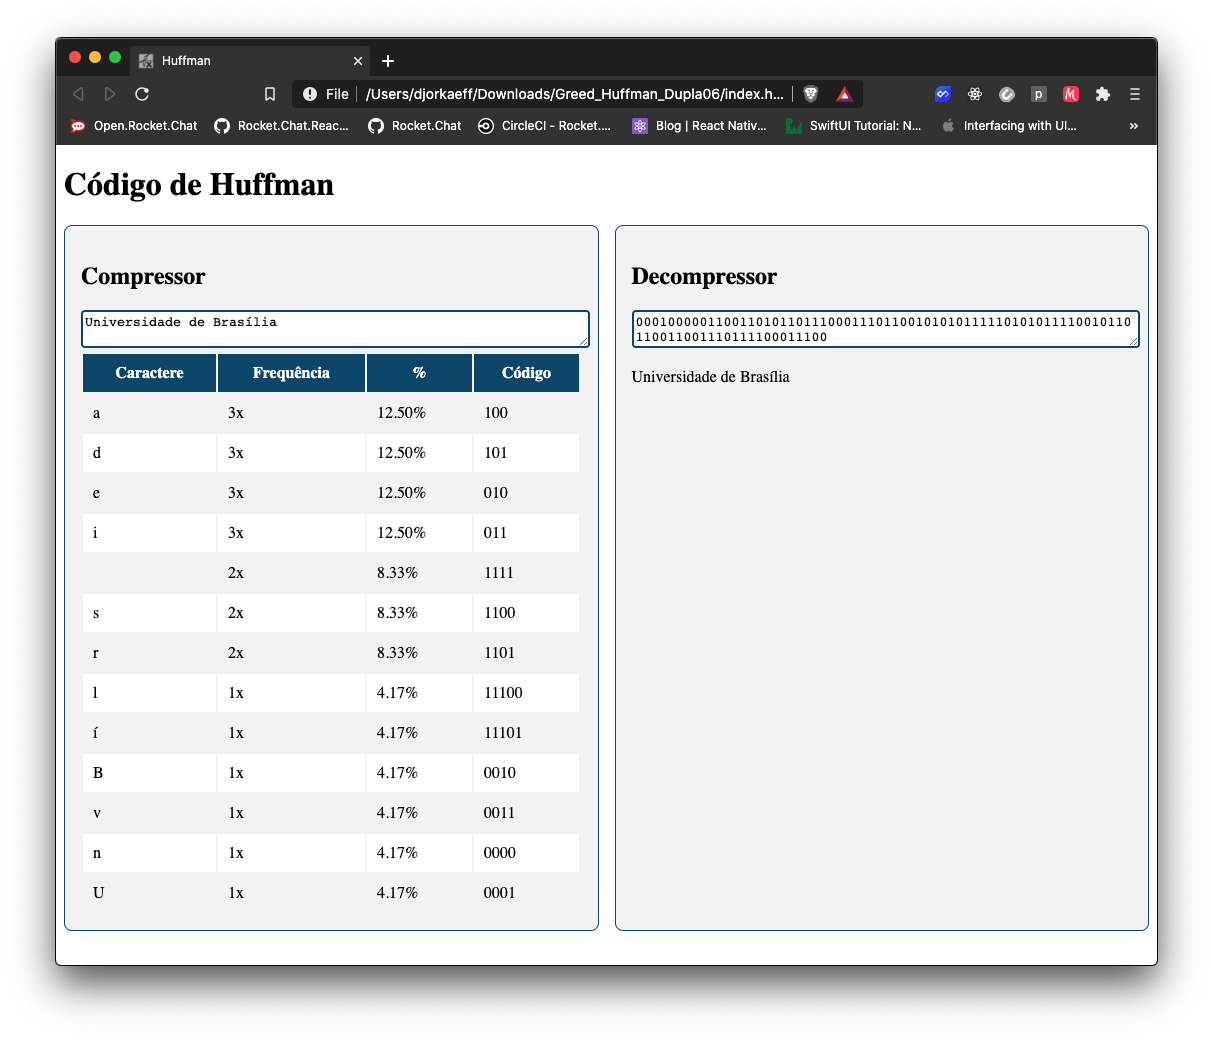 Huffman
File
/Users/djorkaeff/Downloads/Greed_Huffman_Dupla06/index.h...
Open.Rocket.Chat Rocket.Chat.Reac... Rocket.Chat CircleCI - Rocket.... Blog | React Nativ... SwiftUI Tutorial: N... Interfacing with UI... »
Código de Huffman
Compressor
Universidade de Brasília
Caractere Frequência % Código
a 3x 12.50% 100
d 3x 12.50% 101
e 3x 12.50% 010
i 3x 12.50% 011
2x 8.33% 1111
s 2x 8.33% 1100
r 2x 8.33% 1101
l 1x 4.17% 11100
í 1x 4.17% 11101
B 1x 4.17% 0010
v 1x 4.17% 0011
n 1x 4.17% 0000
U 1x 4.17% 0001
Decompressor
00010000011001101011011100011101100101010111110101011110010110
110011001110111100011100
Universidade de Brasília